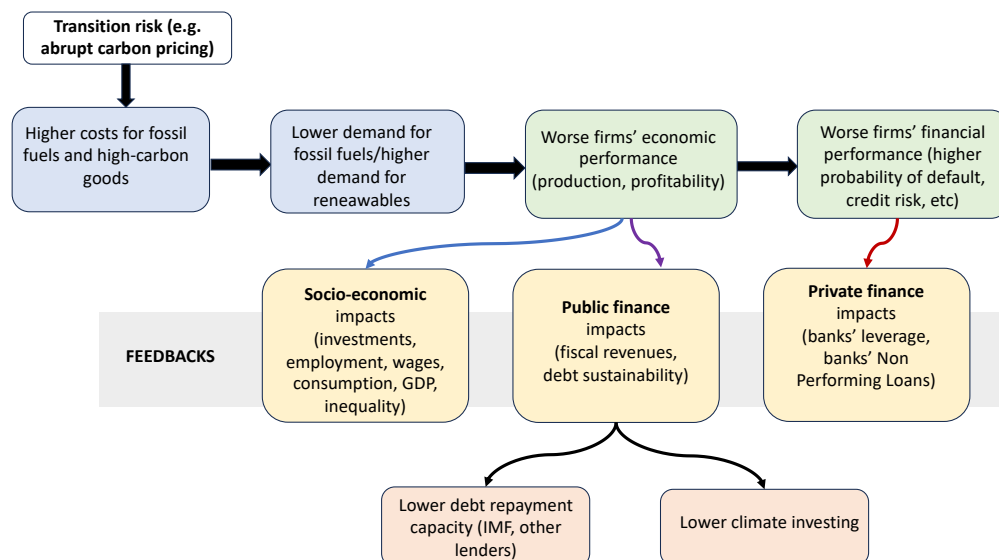 Transition risk (e.g.
abrupt carbon pricing)
Higher costs for fossil
fuels and high-carbon
goods
Lower demand for
fossil fuels/higher
demand for
reneawables
Worse firms’ economic
performance
(production, profitability)
Worse firms’ financial
performance (higher
probability of default,
credit risk, etc)
FEEDBACKS
Socio-economic
impacts
(investments,
employment, wages,
consumption, GDP,
inequality)
Public finance
impacts
(fiscal revenues,
debt sustainability)
Private finance
impacts
(banks’ leverage,
banks’ Non
Performing Loans)
Lower debt repayment
capacity (IMF, other
lenders)
Lower climate investing